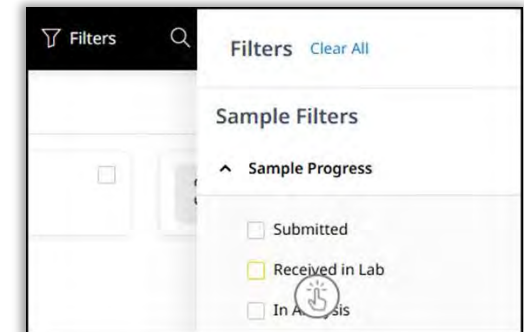 Filters
Filters Clear All
Sample Filters
Sample Progress
Submitted
Received in Lab
In